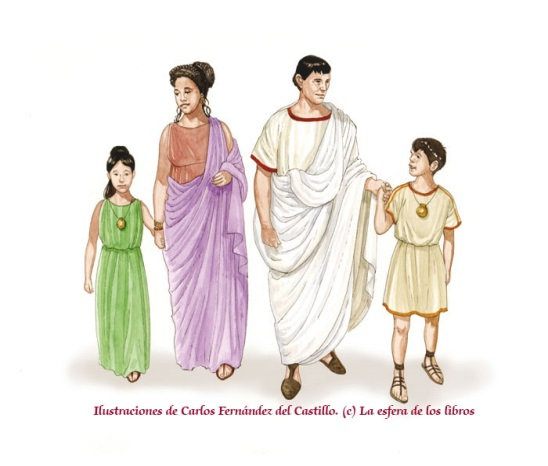 Ilustraciones de Carlos Fernández del Castillo. (c) La esfera de los libros